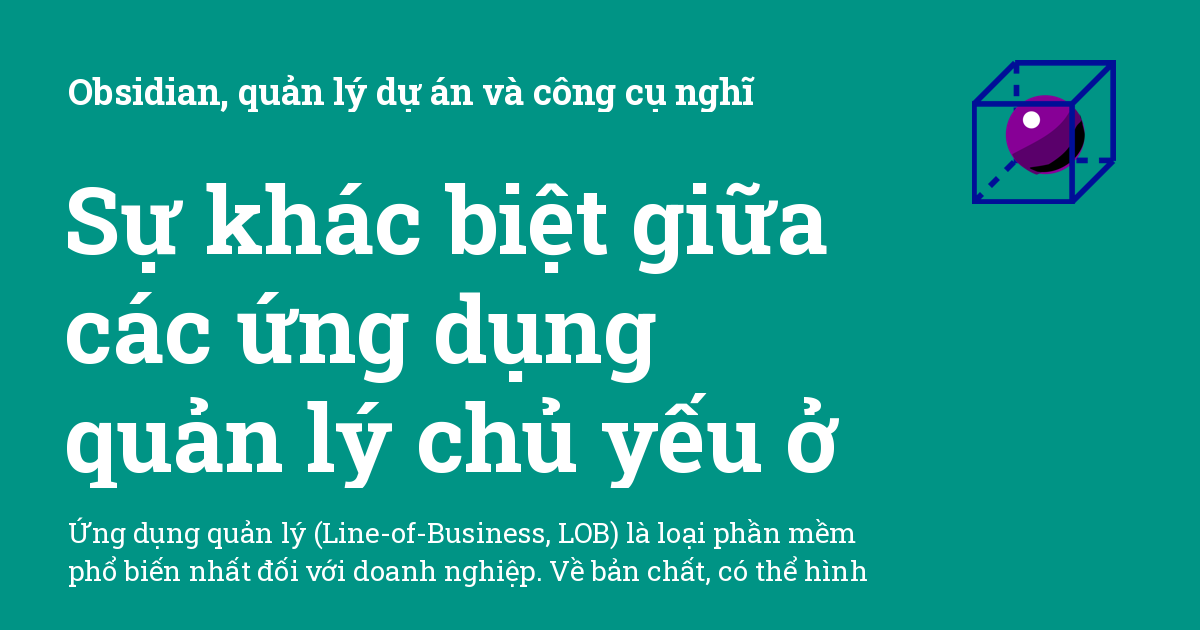 Obsidian, quản lý dự án và công cụ nghĩ
Sự khác biệt giữa
các ứng dụng
quản lý chủ yếu ở
Ứng dụng quản lý (Line-of-Business, LOB) là loại phần mềm
phổ biến nhất đối với doanh nghiệp. Về bản chất, có thể hình